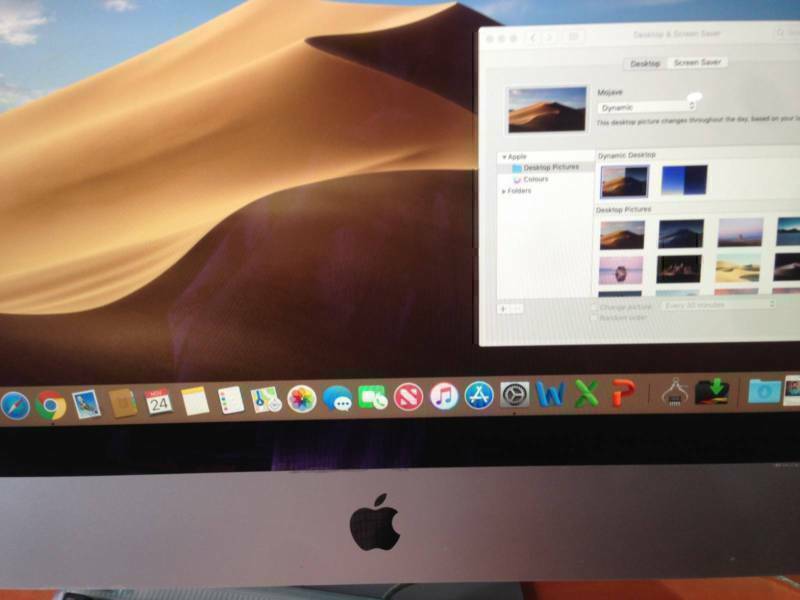 Desktop & Screen Saver
Desktop
Screen Saver
Mojave
Dynamic
This desktop picture changes throughout the day, based on your
Apple
Desktop Pictures
Colours
Folders
Dynamic Desktop
Desktop Pictures
+
Change picture:
Every 30 minutes
Random order
NOV
24
W
X
P